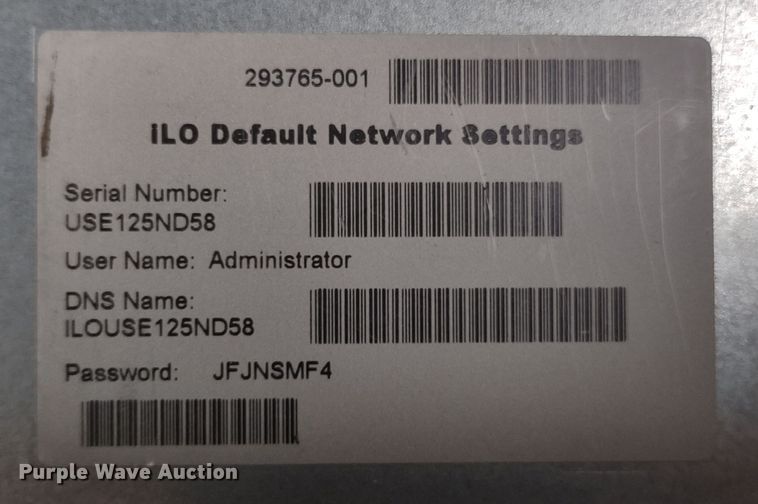 293765-001
iLO Default Network Settings
Serial Number:
USE125ND58
User Name: Administrator
DNS Name:
ILOUSE125ND58
Password: JFJNSMF4
Purple Wave Auction